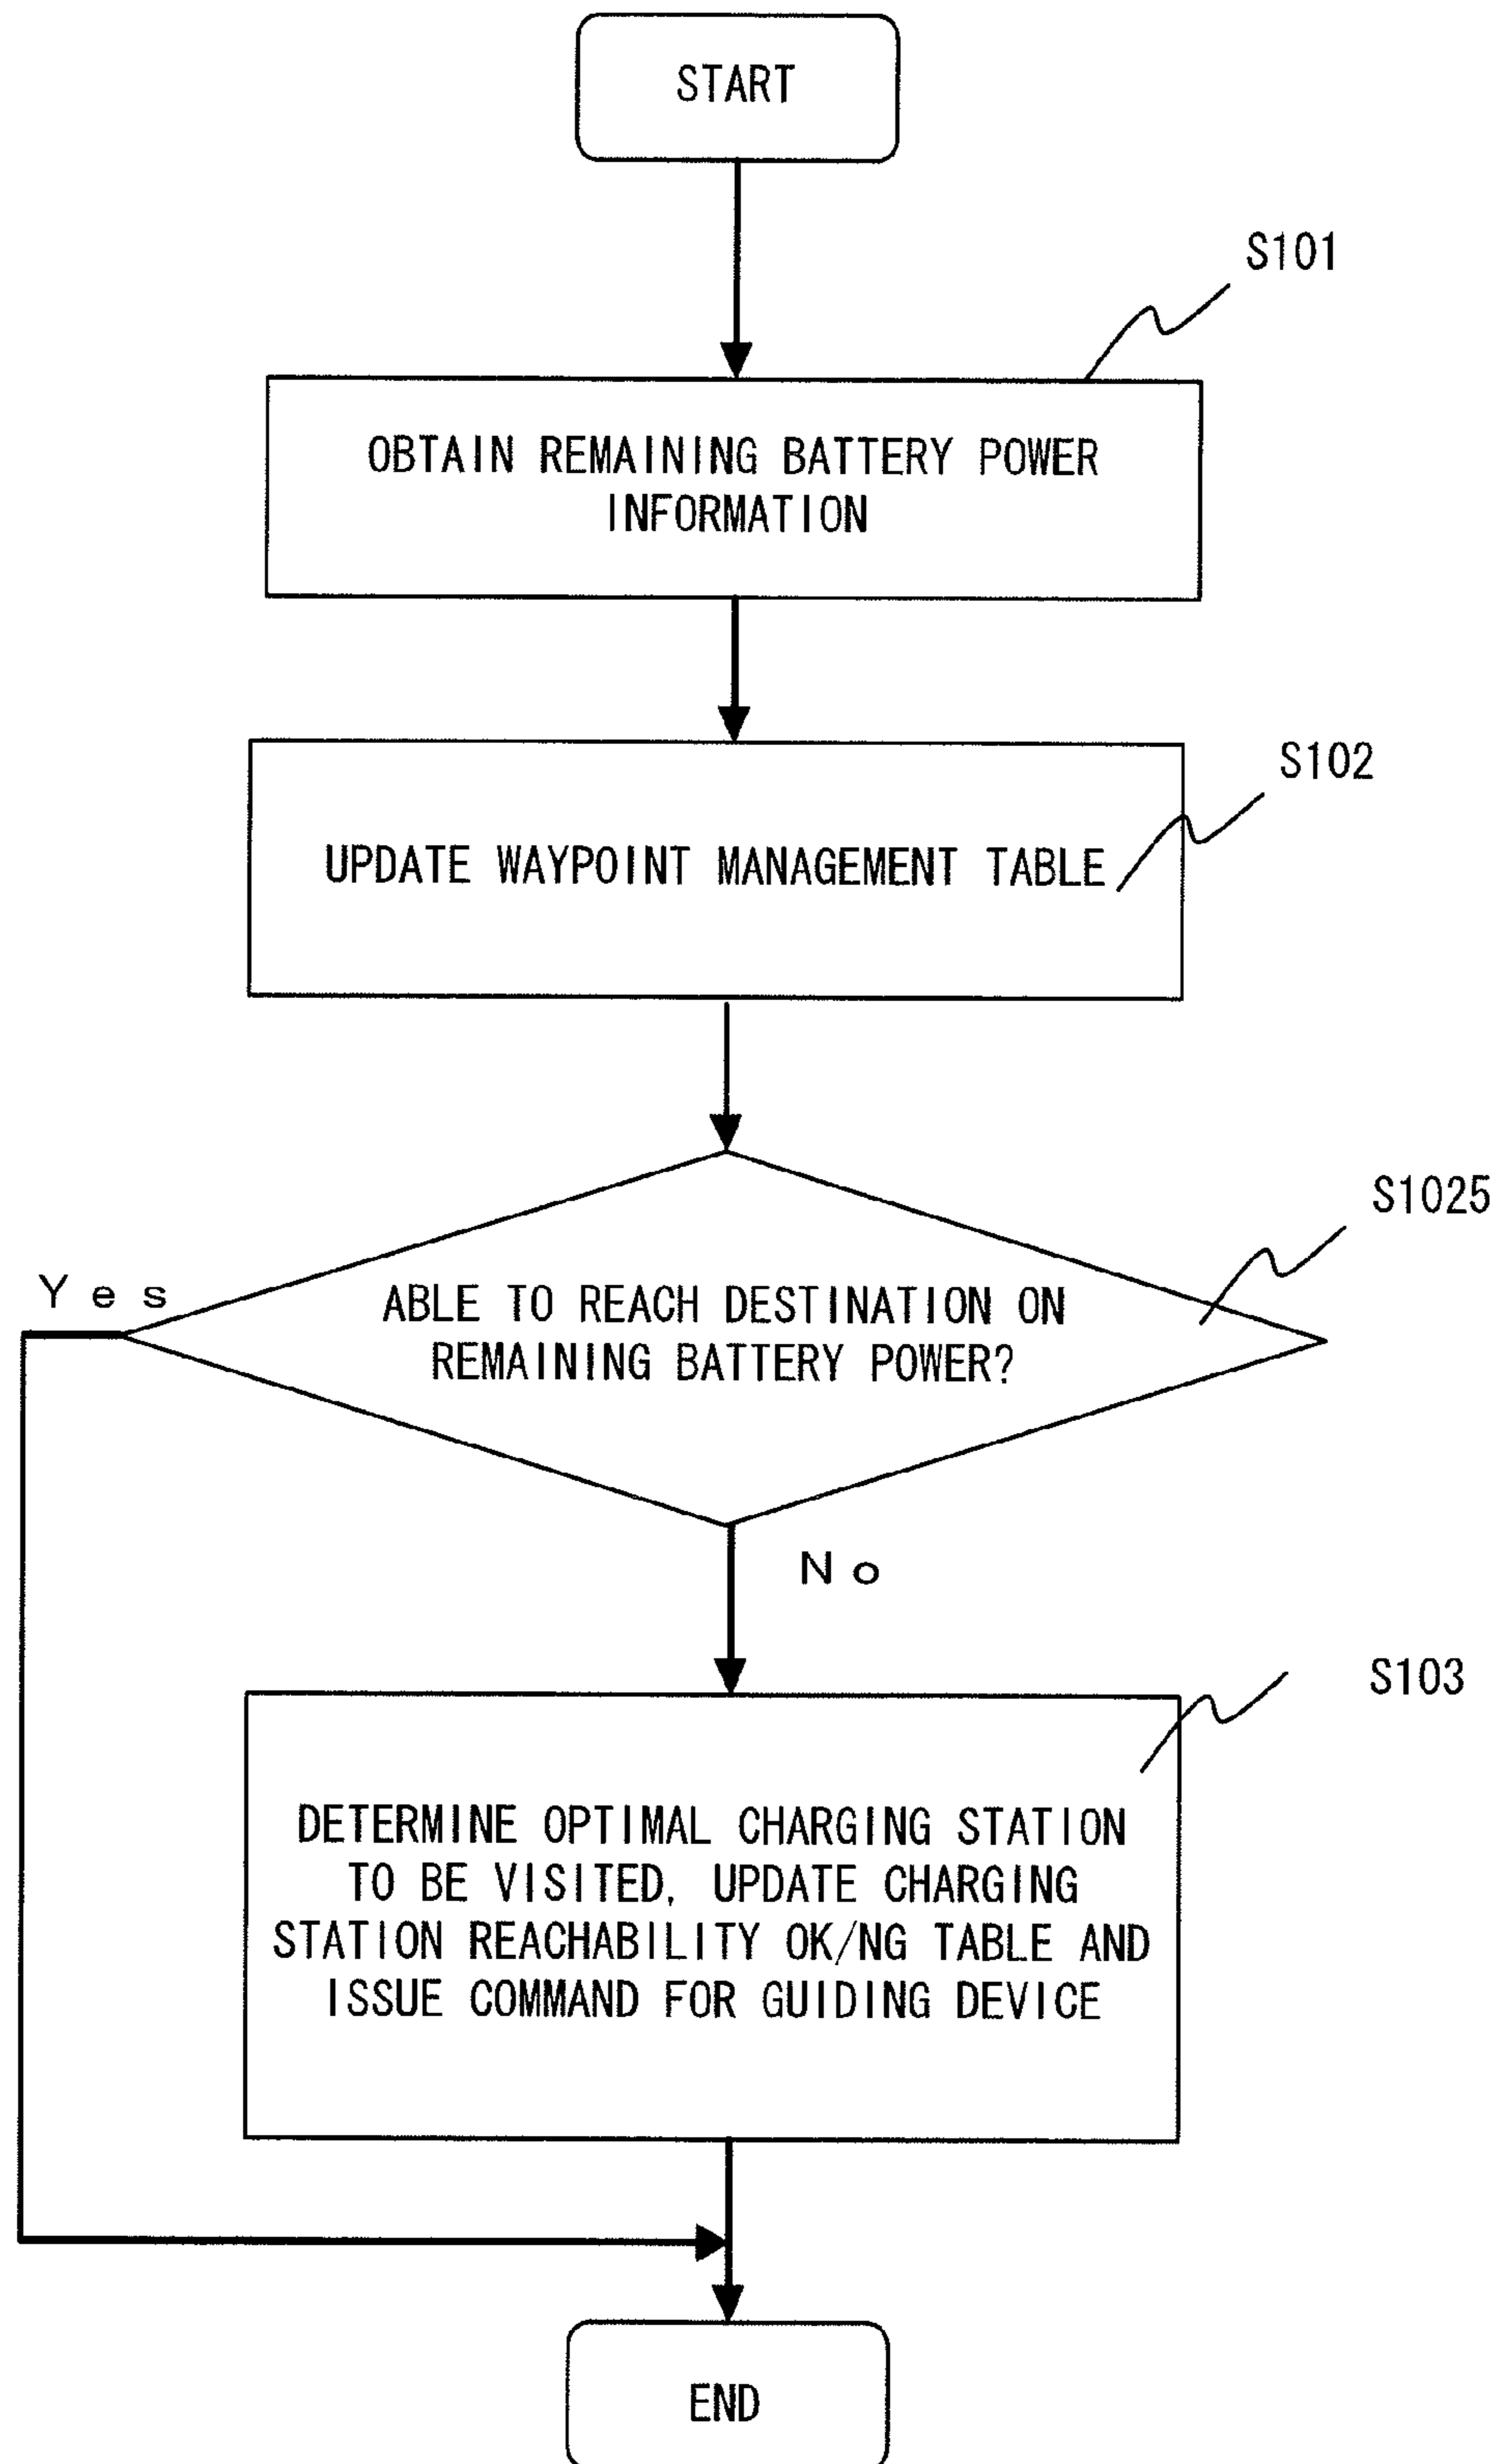 START
S101
OBTAIN REMAINING BATTERY POWER
INFORMATION
S102
UPDATE WAYPOINT MANAGEMENT TABLE
S1025
Yes
ABLE TO REACH DESTINATION ON
REMAINING BATTERY POWER?
No
S103
DETERMINE OPTIMAL CHARGING STATION
TO BE VISITED, UPDATE CHARGING
STATION REACHABILITY OK/NG TABLE AND
ISSUE COMMAND FOR GUIDING DEVICE
END